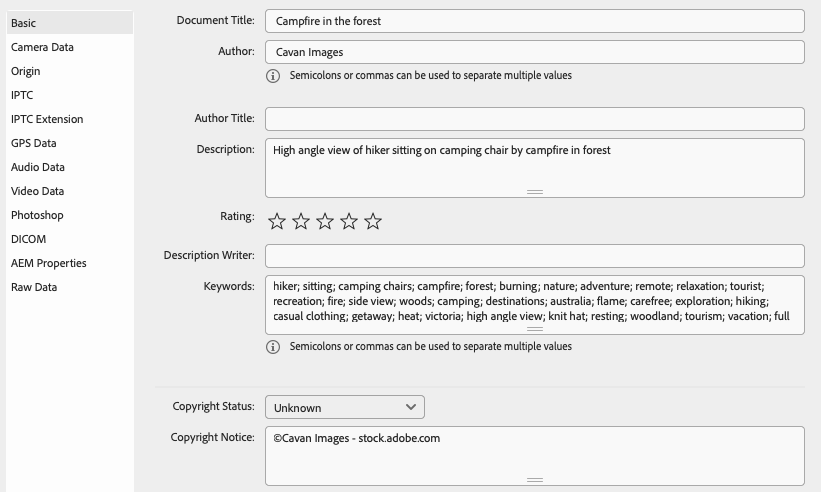 Basic
Camera Data
Origin
IPTC
IPTC Extension
GPS Data
Audio Data
Video Data
Photoshop
DICOM
AEM Properties
Raw Data
Document Title: Campfire in the forest
Author: Cavan Images
Semicolons or commas can be used to separate multiple values
Author Title:
Description: High angle view of hiker sitting on camping chair by campfire in forest
Rating:
Description Writer:
Keywords: hiker; sitting; camping chairs; campfire; forest; burning; nature; adventure; remote; relaxation; tourist;
recreation; fire; side view; woods; camping; destinations; australia; flame; carefree; exploration; hiking;
casual clothing; getaway; heat; victoria; high angle view; knit hat; resting; woodland; tourism; vacation; full
Semicolons or commas can be used to separate multiple values
Copyright Status: Unknown
Copyright Notice: ©Cavan Images - stock.adobe.com